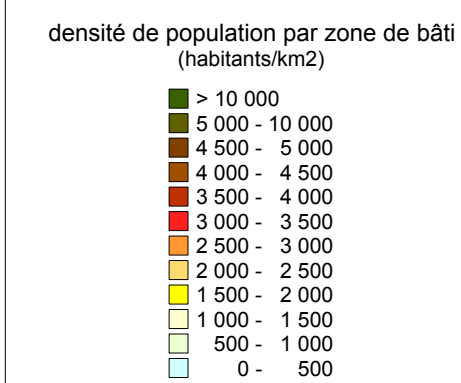 densité de population par zone de bâti
(habitants/km2)
> 10 000
5 000 - 10 000
4 500 - 5 000
4 000 - 4 500
3 500 - 4 000
3 000 - 3 500
2 500 - 3 000
2 000 - 2 500
1 500 - 2 000
1 000 - 1 500
500 - 1 000
0 - 500